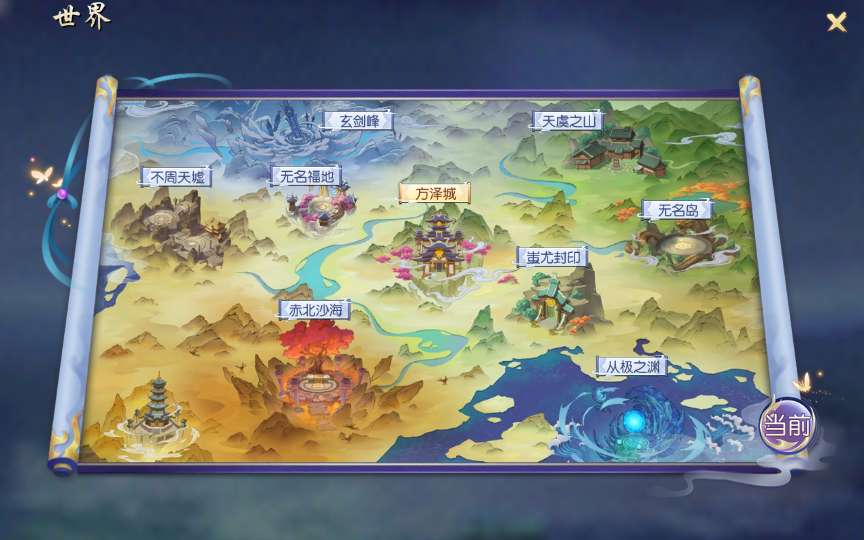 世界
玄剑峰
天虞之山
不周天墟
无名福地
方泽城
无名岛
蚩尤封印
赤北沙海
从极之渊
当前